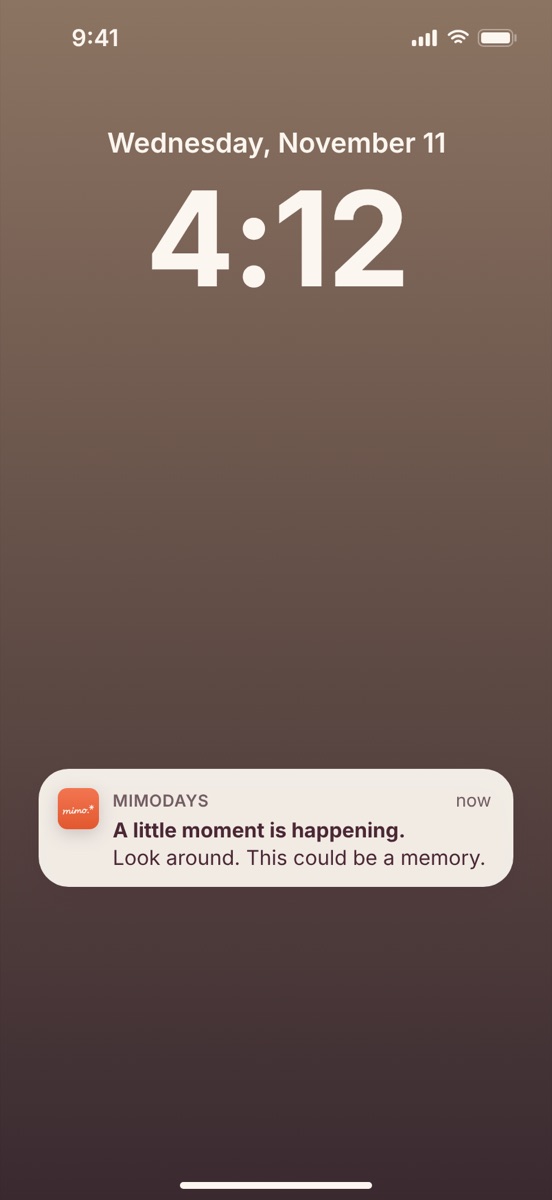 9:41
Wednesday, November 11
4:12
mimo.*
MIMODAYS
now
A little moment is happening.
Look around. This could be a memory.